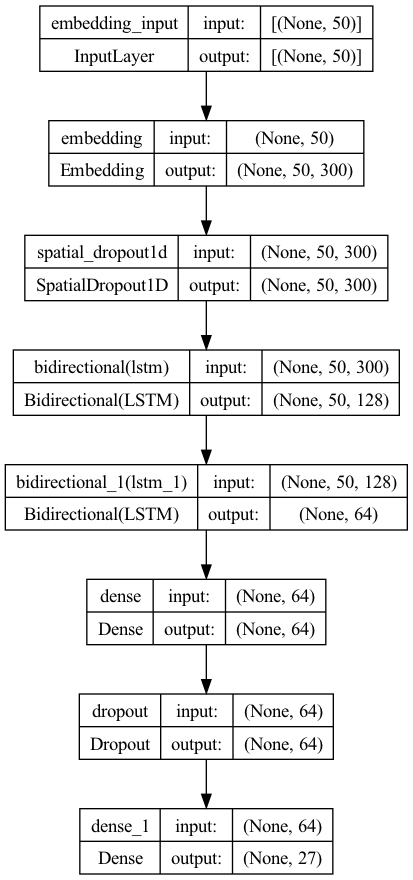 embedding_input input: [(None, 50)]
InputLayer output: [(None, 50)]
embedding input: (None, 50)
Embedding output: (None, 50, 300)
spatial_dropout1d input: (None, 50, 300)
SpatialDropout1D output: (None, 50, 300)
bidirectional(lstm) input: (None, 50, 300)
Bidirectional(LSTM) output: (None, 50, 128)
bidirectional_1(lstm_1) input: (None, 50, 128)
Bidirectional(LSTM) output: (None, 64)
dense input: (None, 64)
Dense output: (None, 64)
dropout input: (None, 64)
Dropout output: (None, 64)
dense_1 input: (None, 64)
Dense output: (None, 27)